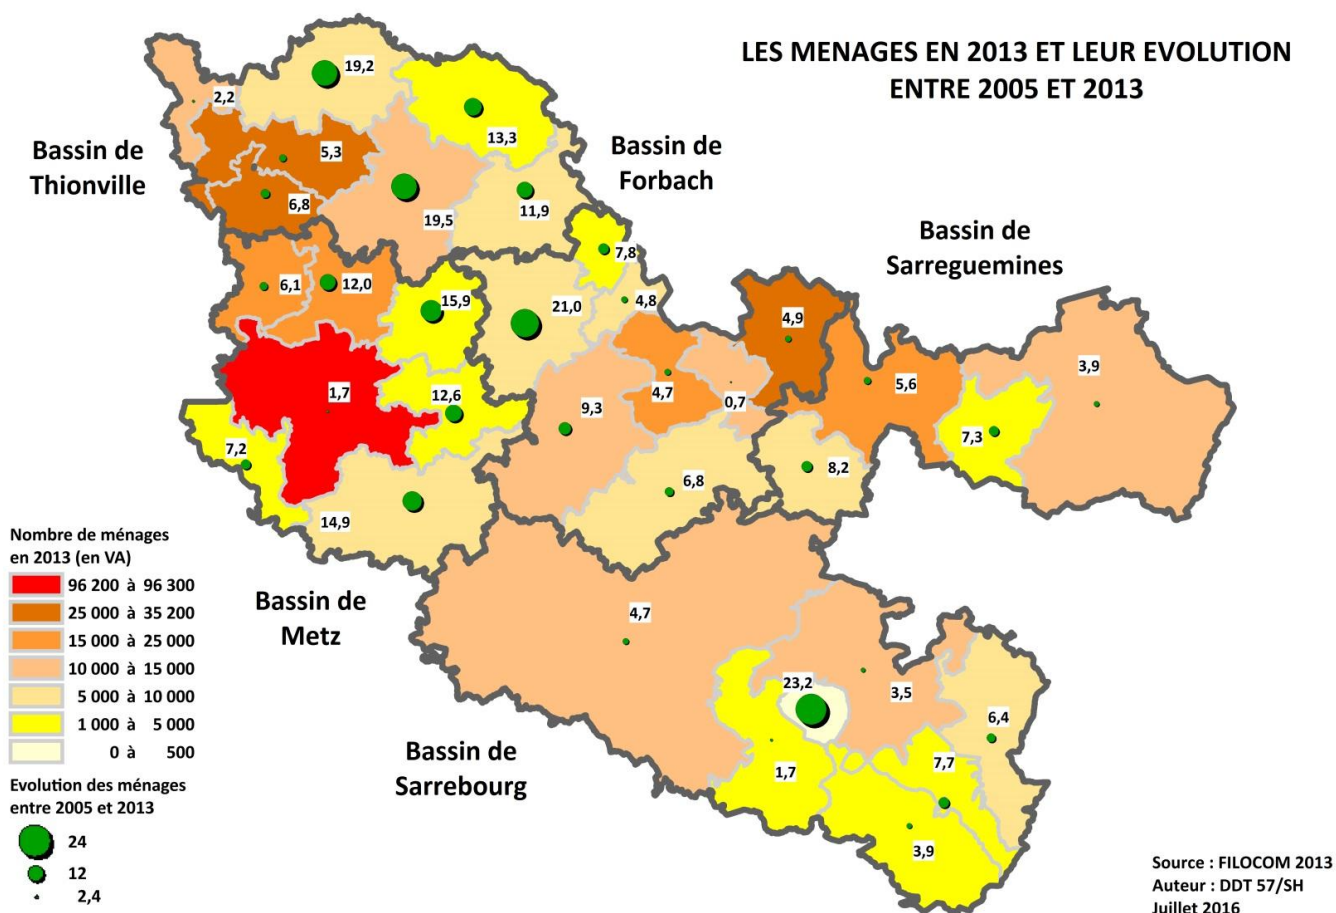 LES MENAGES EN 2013 ET LEUR EVOLUTION
ENTRE 2005 ET 2013
Bassin de
Thionville
Bassin de
Forbach
Bassin de
Sarreguemines
19,2
2,2
13,3
5,3
6,8
19,5
11,9
7,8
6,1
12,0
15,9
21,0
4,8
4,9
3,9
1,7
12,6
9,3
4,7
0,7
5,6
7,2
7,3
8,2
6,8
14,9
Nombre de ménages
en 2013 (en VA)
96 200 à 96 300
25 000 à 35 200
15 000 à 25 000
10 000 à 15 000
5 000 à 10 000
1 000 à 5 000
0 à 500
Bassin de
Metz
4,7
23,2
3,5
6,4
Bassin de
Sarrebourg
1,7
7,7
3,9
Evolution des ménages
entre 2005 et 2013
24
12
2,4
Source : FILOCOM 2013
Auteur : DDT 57/SH
Juillet 2016